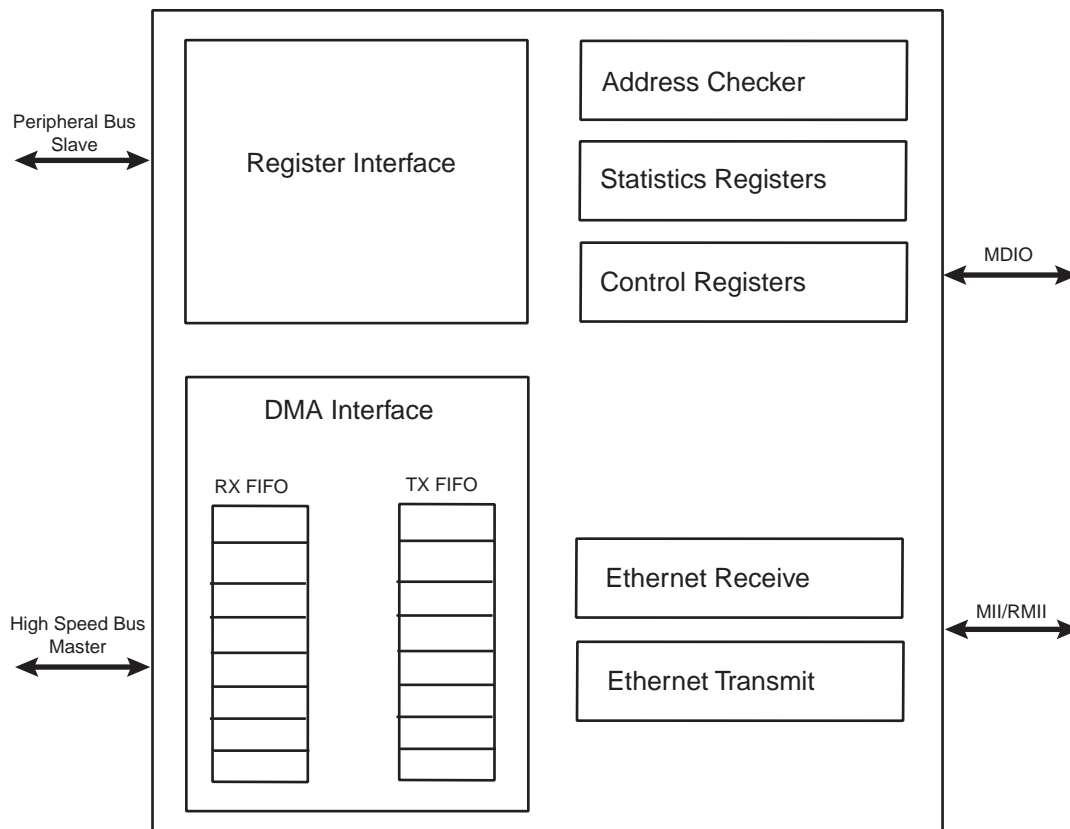 Address Checker
Peripheral Bus
Slave
Register Interface
Statistics Registers
Control Registers
MDIO
DMA Interface
RX FIFO
TX FIFO
Ethernet Receive
High Speed Bus
Master
MII/RMII
Ethernet Transmit